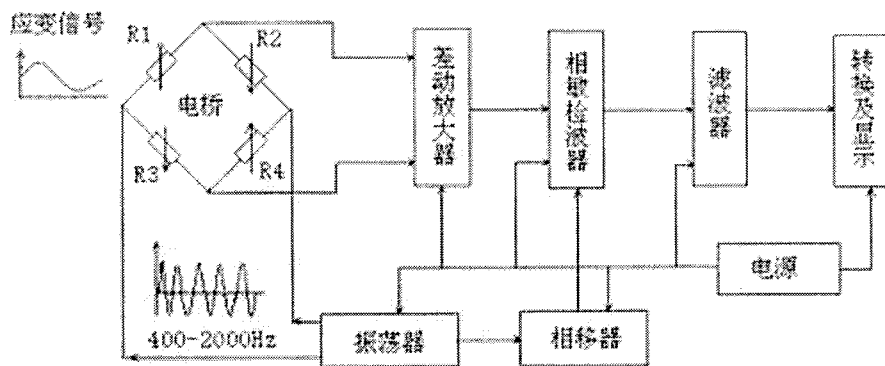 应变信号
R1
R2
电桥
R3
R4
差动放大器
相敏检波器
滤波器
转换及显示
电源
400-2000Hz
振荡器
相移器